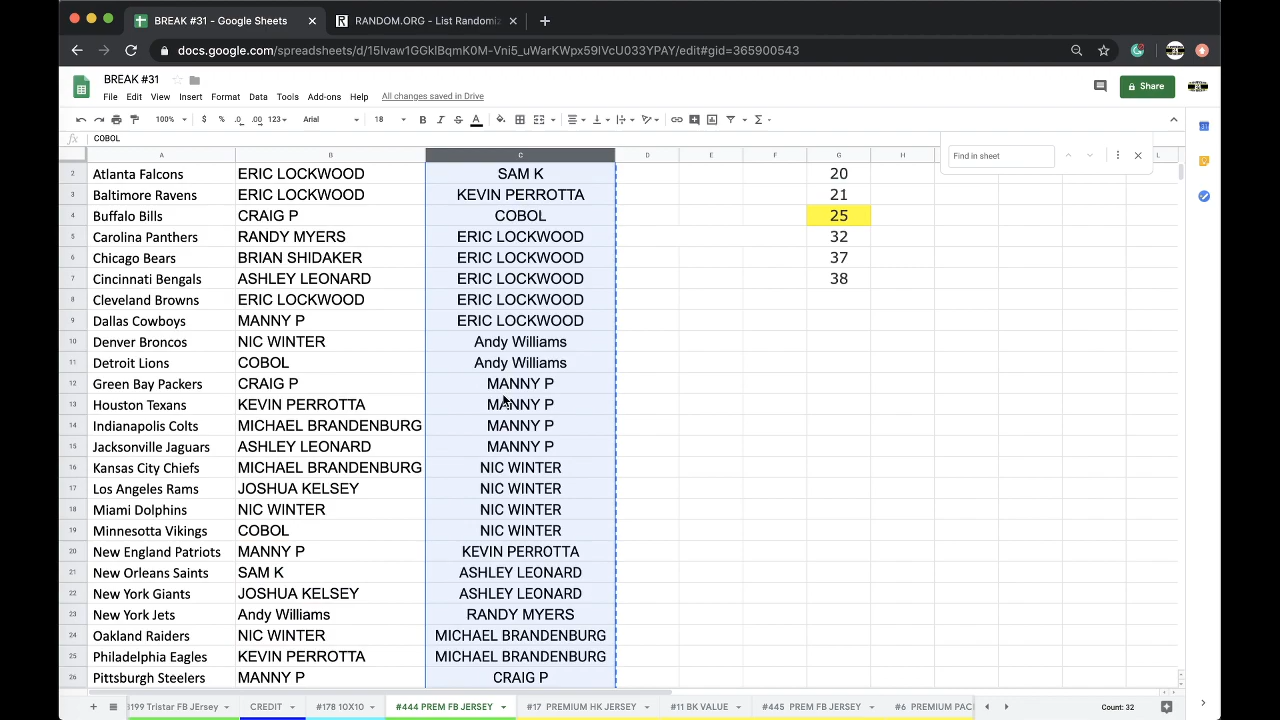 BREAK #31 - Google Sheets
RANDOM.ORG - List Randomiz
docs.google.com/spreadsheets/d/15Ivaw1GGklBqmK0M-Vni5_uWarKWpx59IVcU033YPAY/edit#gid=365900543
BREAK #31
File Edit View Insert Format Data Tools Add-ons Help All changes saved in Drive
Share
100% $ % .0 .00 123 Arial 18 B I S A
fx COBOL
Find in sheet
A B C D E F G H L
2 Atlanta Falcons ERIC LOCKWOOD SAM K 20
3 Baltimore Ravens ERIC LOCKWOOD KEVIN PERROTTA 21
4 Buffalo Bills CRAIG P COBOL 25
5 Carolina Panthers RANDY MYERS ERIC LOCKWOOD 32
6 Chicago Bears BRIAN SHIDAKER ERIC LOCKWOOD 37
7 Cincinnati Bengals ASHLEY LEONARD ERIC LOCKWOOD 38
8 Cleveland Browns ERIC LOCKWOOD ERIC LOCKWOOD
9 Dallas Cowboys MANNY P ERIC LOCKWOOD
10 Denver Broncos NIC WINTER Andy Williams
11 Detroit Lions COBOL Andy Williams
12 Green Bay Packers CRAIG P MANNY P
13 Houston Texans KEVIN PERROTTA MANNY P
14 Indianapolis Colts MICHAEL BRANDENBURG MANNY P
15 Jacksonville Jaguars ASHLEY LEONARD MANNY P
16 Kansas City Chiefs MICHAEL BRANDENBURG NIC WINTER
17 Los Angeles Rams JOSHUA KELSEY NIC WINTER
18 Miami Dolphins NIC WINTER NIC WINTER
19 Minnesotta Vikings COBOL NIC WINTER
20 New England Patriots MANNY P KEVIN PERROTTA
21 New Orleans Saints SAM K ASHLEY LEONARD
22 New York Giants JOSHUA KELSEY ASHLEY LEONARD
23 New York Jets Andy Williams RANDY MYERS
24 Oakland Raiders NIC WINTER MICHAEL BRANDENBURG
25 Philadelphia Eagles KEVIN PERROTTA MICHAEL BRANDENBURG
26 Pittsburgh Steelers MANNY P CRAIG P
#199 Tristar FB JErsey CREDIT #178 10X10 #444 PREM FB JERSEY #17 PREMIUM HK JERSEY #11 BK VALUE #445 PREM FB JERSEY #6 PREMIUM PAC Count: 32